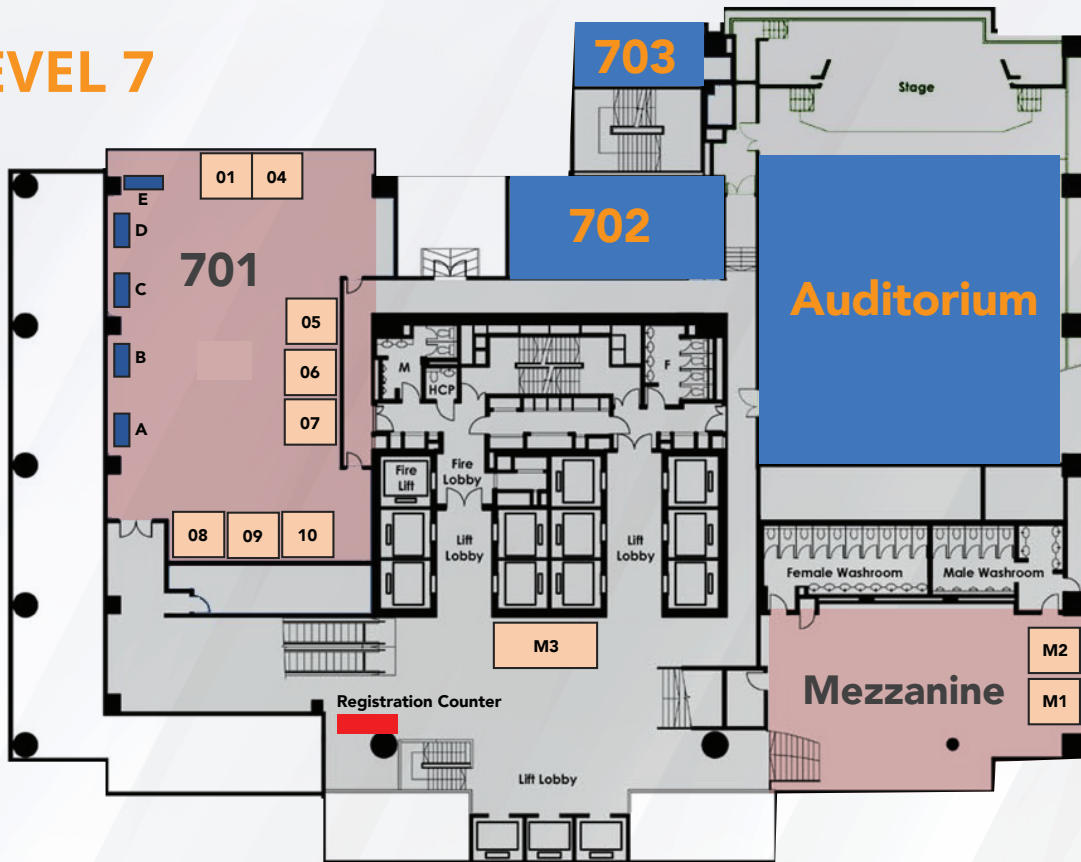 EVEL 7
703
Stage
01
04
E
D
702
701
C
Auditorium
05
B
M
F
06
HCP
07
A
Fire
Lift
Fire
Lobby
08
09
10
Lift
Lobby
Lift
Lobby
Female Washroom
Male Washroom
M3
M2
Mezzanine
M1
Registration Counter
Lift Lobby